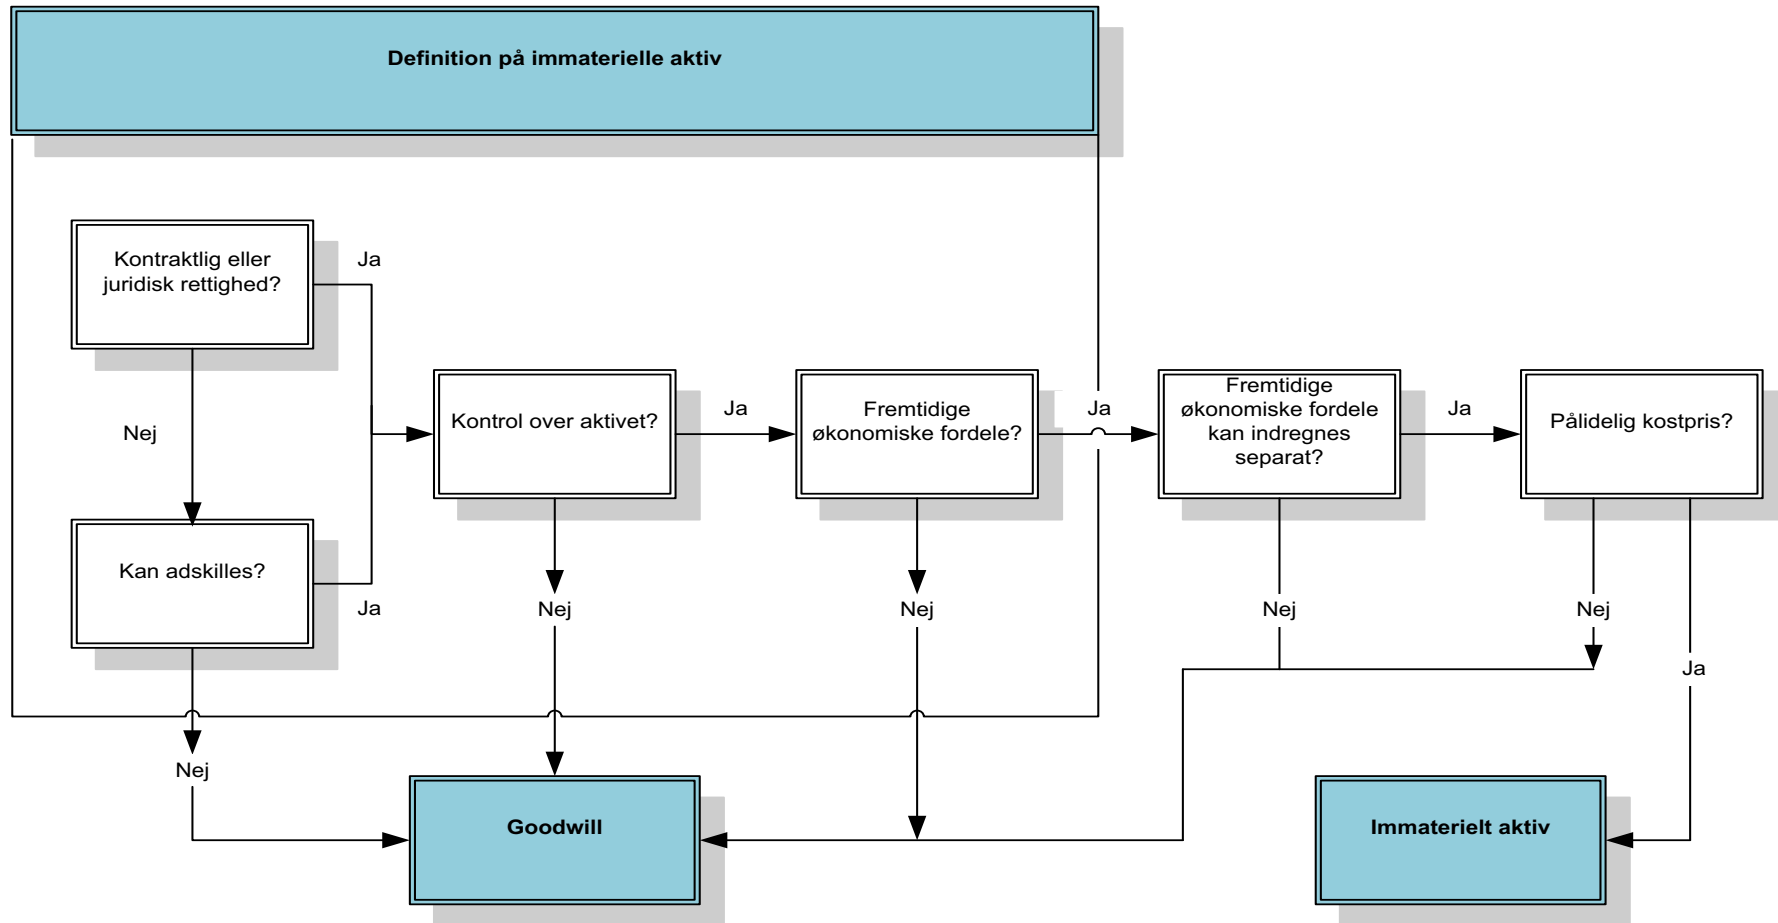 Definition på immaterielle aktiv
Kontraktlig eller
juridisk rettighed?
Ja
Nej
Kan adskilles?
Ja
Nej
Kontrol over aktivet?
Ja
Nej
Fremtidige
økonomiske fordele?
Ja
Nej
Fremtidige
økonomiske fordele
kan indregnes
separat?
Ja
Nej
Pålidelig kostpris?
Nej
Ja
Goodwill
Immaterielt aktiv